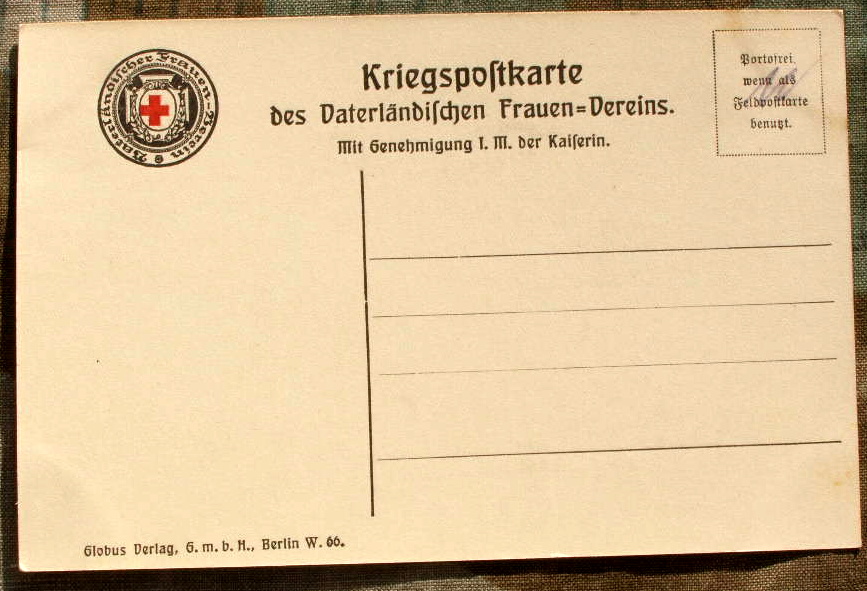 Vaterländischer Frauen-Verein
Kriegspoſtkarte
des Vaterländiſchen Frauen=Vereins.
Mit Genehmigung I. M. der Kaiſerin.
Portofrei,
wenn als
Feldpoſtkarte
benutzt.
Globus Verlag, G. m. b. H., Berlin W. 66.